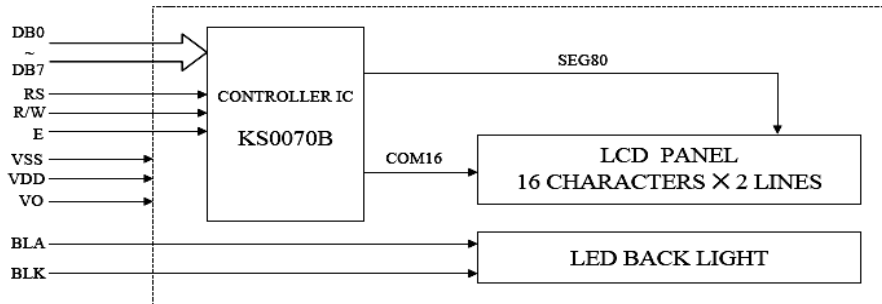 DB0
~
DB7
RS
R/W
E
VSS
VDD
VO
BLA
BLK
CONTROLLER IC
KS0070B
SEG80
COM16
LCD PANEL
16 CHARACTERS × 2 LINES
LED BACK LIGHT